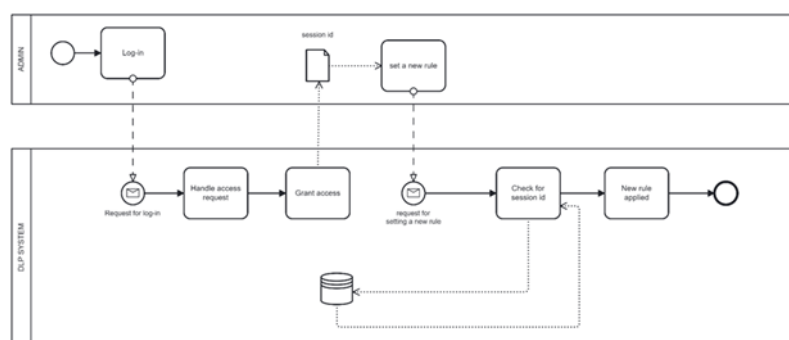 ADMIN
Log-in
session id
set a new rule
DLP SYSTEM
Request for log-in
Handle access
request
Grant access
request for
setting a new rule
Check for
session id
New rule
applied